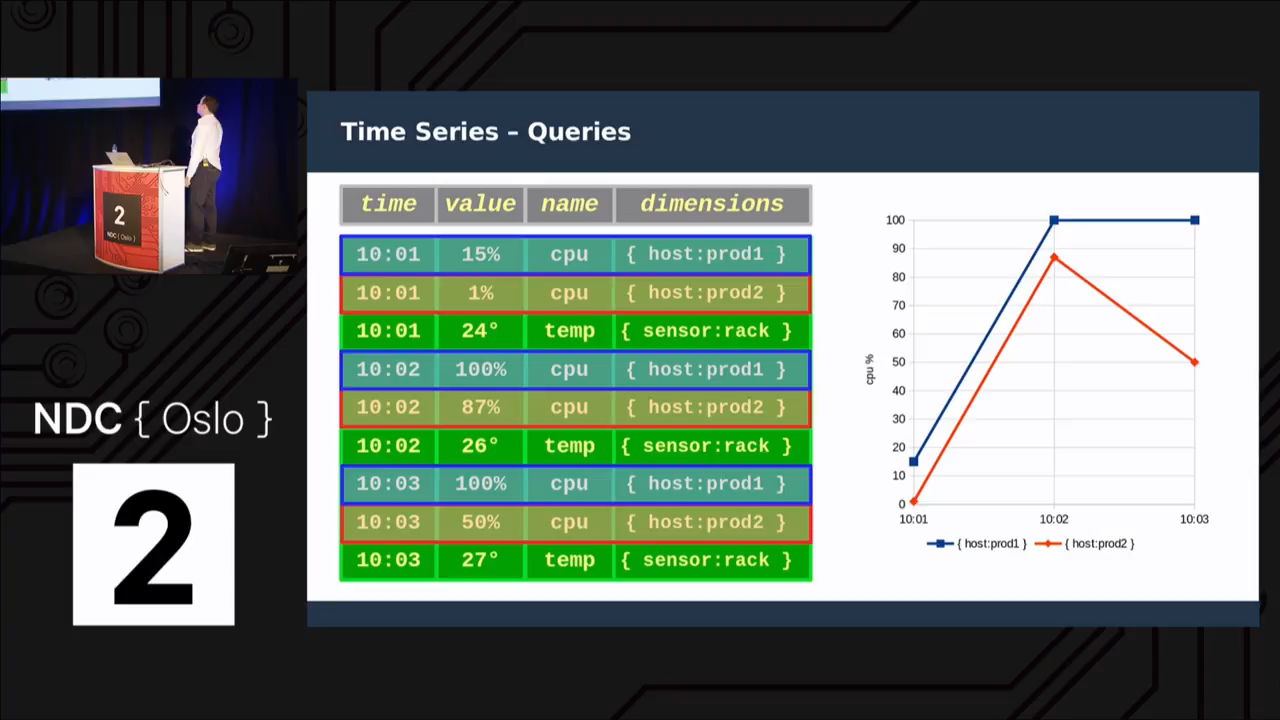 Time Series – Queries
time value name dimensions
10:01 15% cpu { host:prod1 }
10:01 1% cpu { host:prod2 }
10:01 24° temp { sensor:rack }
10:02 100% cpu { host:prod1 }
10:02 87% cpu { host:prod2 }
10:02 26° temp { sensor:rack }
10:03 100% cpu { host:prod1 }
10:03 50% cpu { host:prod2 }
10:03 27° temp { sensor:rack }
100
90
80
70
60
50
40
30
20
10
0
cpu %
10:01 10:02 10:03
{ host:prod1 } { host:prod2 }
2
NDC { Oslo }
NDC { Oslo }
2